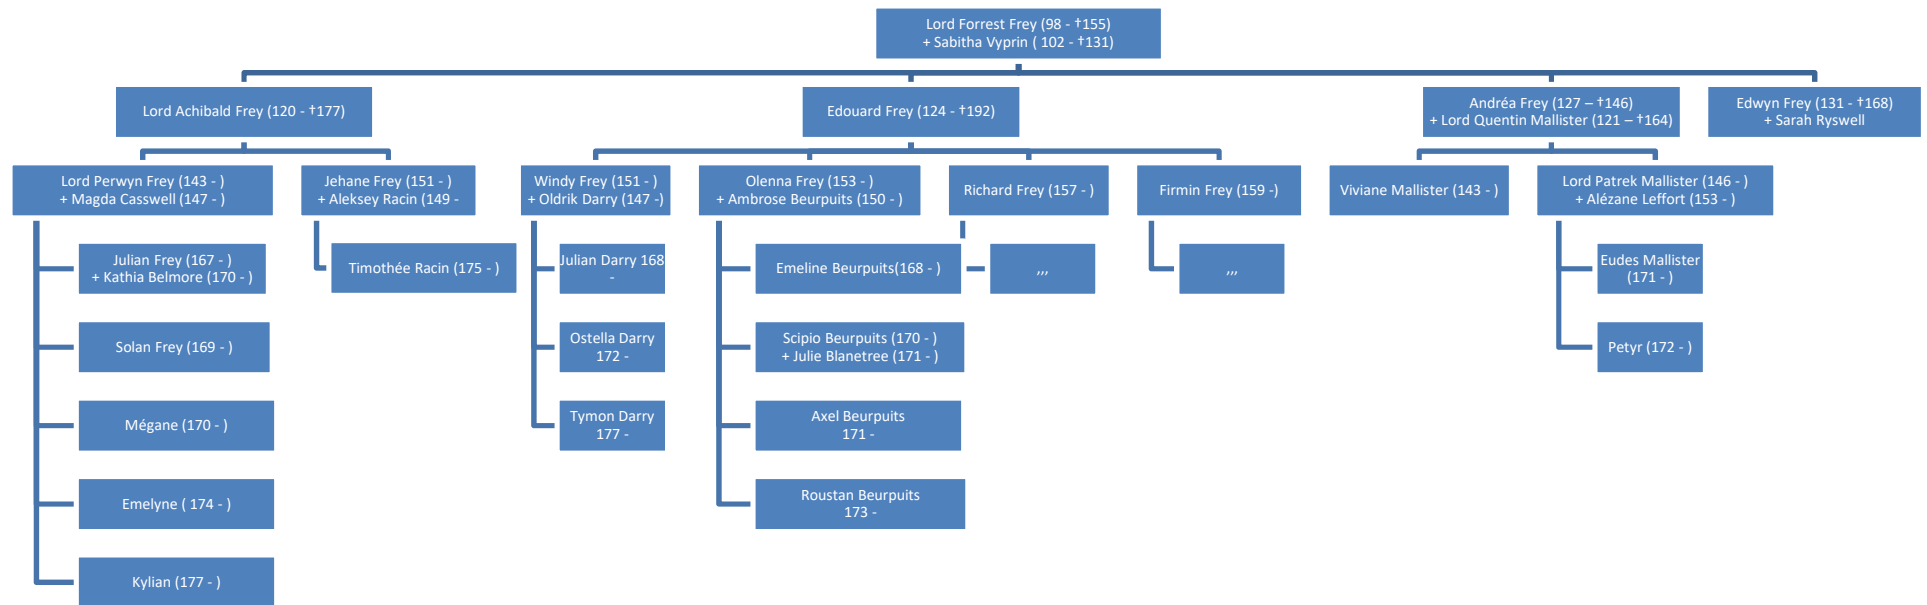 Lord Forrest Frey (98 - †155)
+ Sabitha Vyprin ( 102 - †131)
Lord Achibald Frey (120 - †177)
Edouard Frey (124 - †192)
Andréa Frey (127 – †146)
+ Lord Quentin Mallister (121 – †164)
Edwyn Frey (131 - †168)
+ Sarah Ryswell
Lord Perwyn Frey (143 - )
+ Magda Casswell (147 - )
Jehane Frey (151 - )
+ Aleksey Racin (149 -
Windy Frey (151 - )
+ Oldrik Darry (147 -)
Olenna Frey (153 - )
+ Ambrose Beurpuits (150 - )
Richard Frey (157 - )
Firmin Frey (159 -)
Viviane Mallister (143 - )
Lord Patrek Mallister (146 - )
+ Alézane Leffort (153 - )
Julian Frey (167 - )
+ Kathia Belmore (170 - )
Timothée Racin (175 - )
Julian Darry 168
-
Emeline Beurpuits(168 - )
,,,
,,,
Eudes Mallister
(171 - )
Solan Frey (169 - )
Ostella Darry
172 -
Scipio Beurpuits (170 - )
+ Julie Blanetree (171 - )
Petyr (172 - )
Mégane (170 - )
Tymon Darry
177 -
Axel Beurpuits
171 -
Emelyne ( 174 - )
Roustan Beurpuits
173 -
Kylian (177 - )